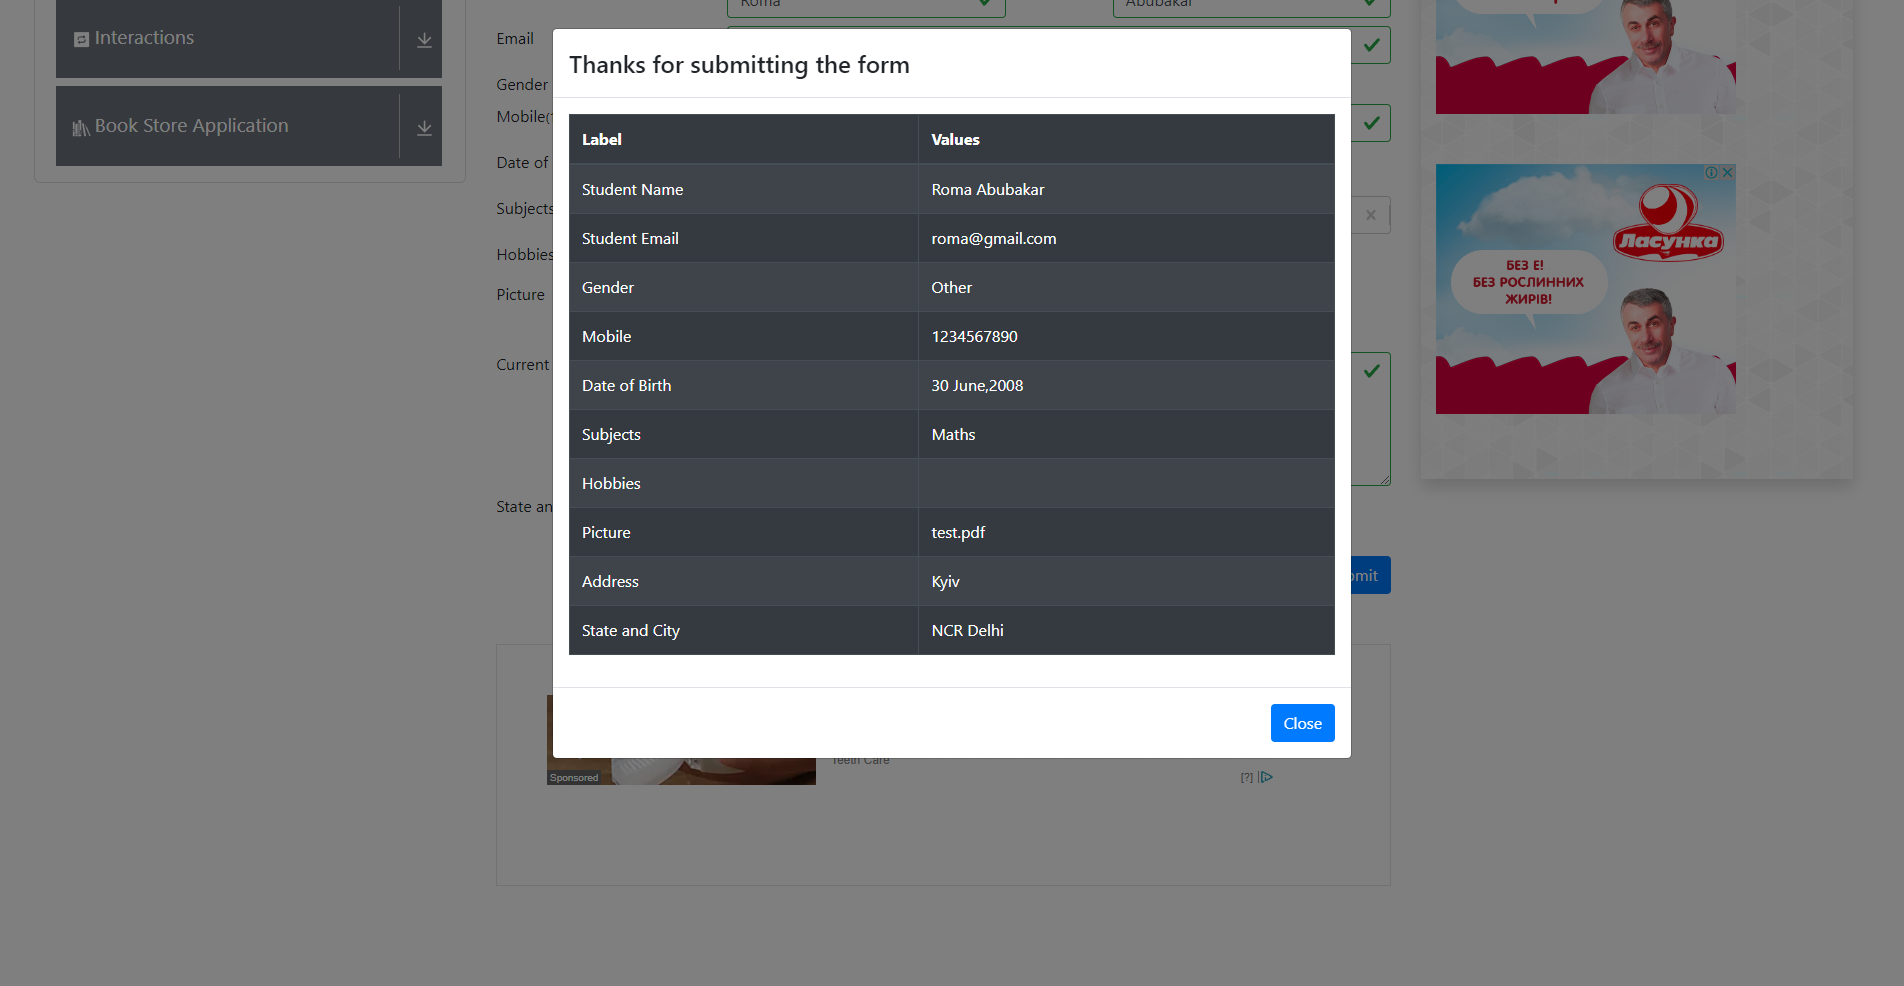 Roma
Abubakar
Interactions
Book Store Application
Email
Gender
Mobile(
Date of
Subjects
Hobbies
Picture
Current
State an
Thanks for submitting the form
Label Values
Student Name Roma Abubakar
Student Email roma@gmail.com
Gender Other
Mobile 1234567890
Date of Birth 30 June,2008
Subjects Maths
Hobbies
Picture test.pdf
Address Kyiv
State and City NCR Delhi
Close
omit
Sponsored
Teeth Care
[?]
Ласунка
БЕЗ Е!
БЕЗ РОСЛИННИХ
ЖИРІВ!